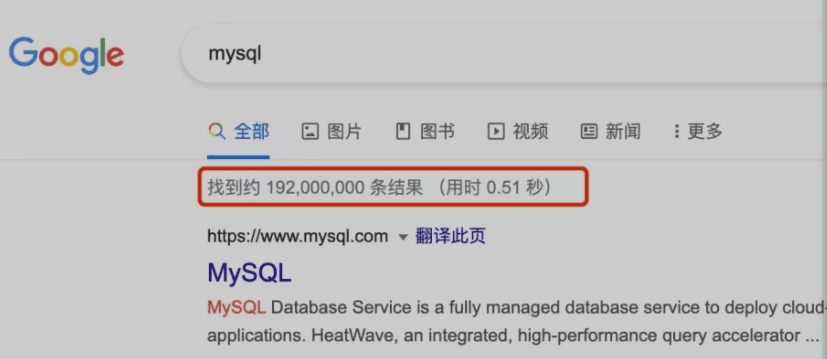 Google
mysql
全部 图片 图书 视频 新闻 更多
找到约 192,000,000 条结果 （用时 0.51 秒）
https://www.mysql.com 翻译此页
MySQL
MySQL Database Service is a fully managed database service to deploy cloud-
applications. HeatWave, an integrated, high-performance query accelerator ...